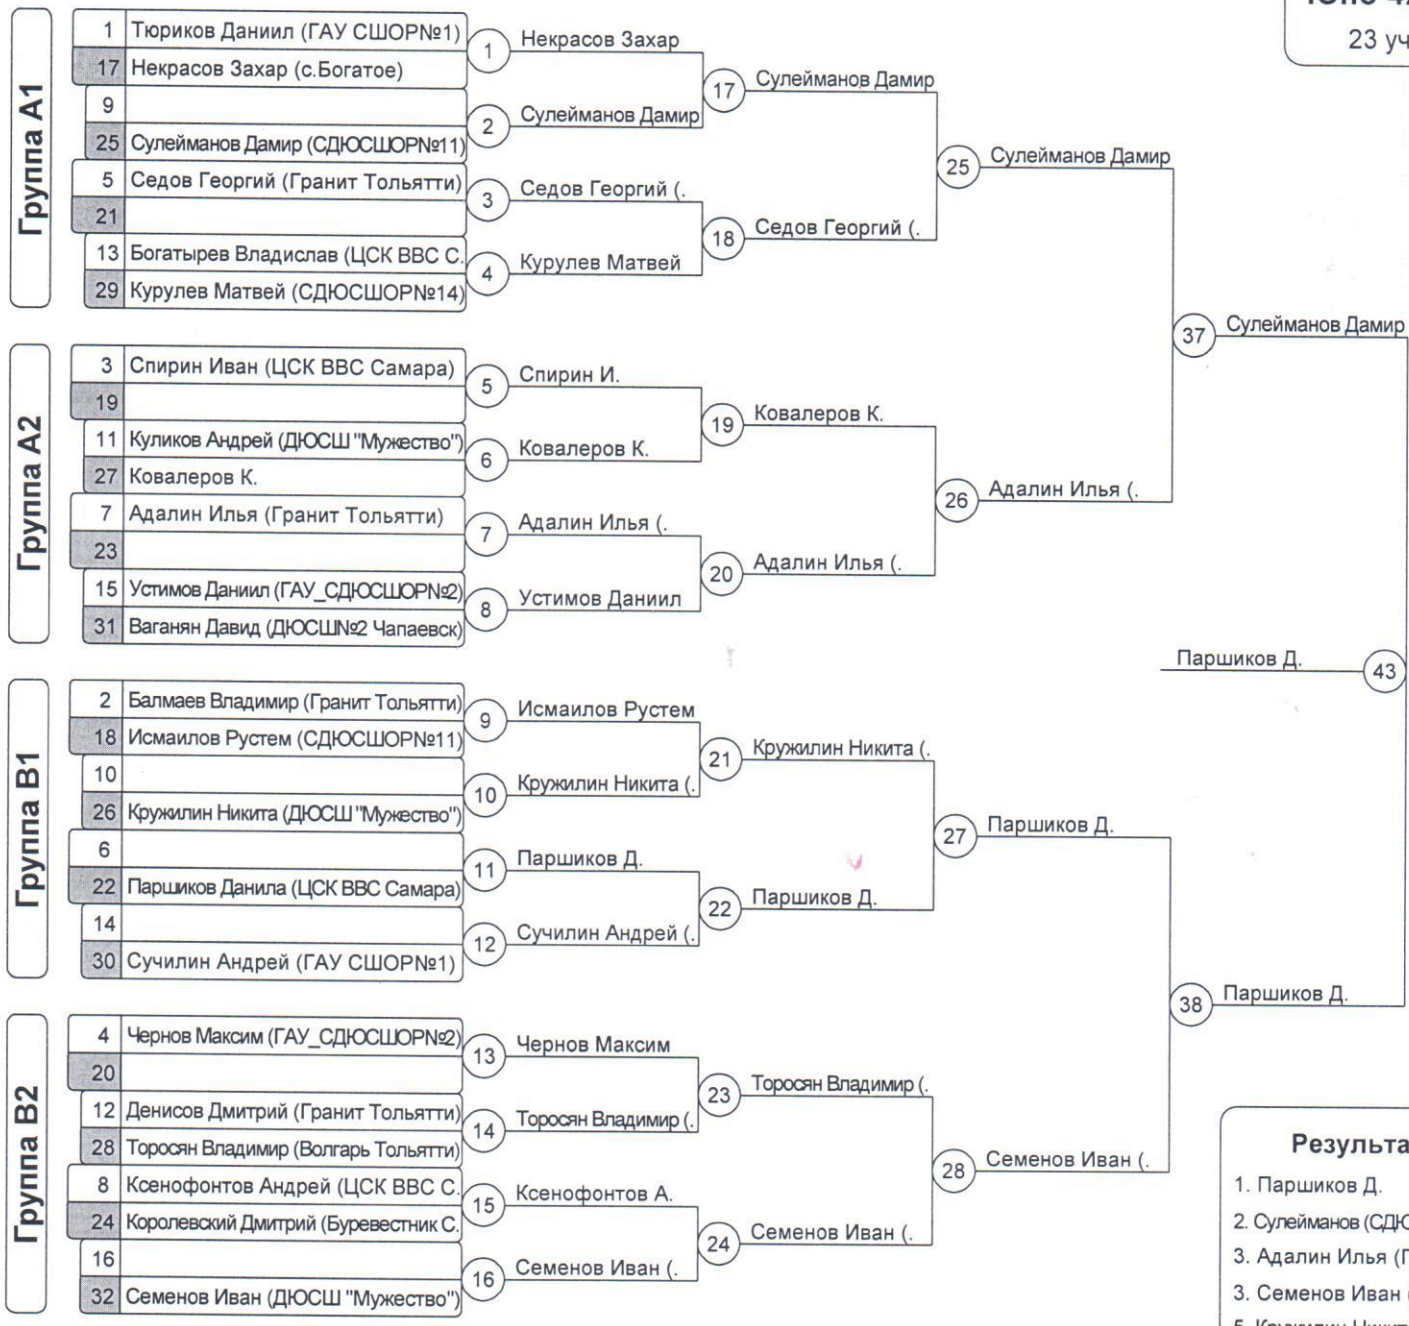 23 уч
Группа A1
1 Тюриков Даниил (ГАУ СШОР№1)
17 Некрасов Захар (с.Богатое)
9
25 Сулейманов Дамир (СДЮСШОР№11)
5 Седов Георгий (Гранит Тольятти)
21
13 Богатырев Владислав (ЦСК ВВС С.
29 Курулев Матвей (СДЮСШОР№14)
1 Некрасов Захар
2 Сулейманов Дамир
3 Седов Георгий (.
4 Курулев Матвей
17 Сулейманов Дамир
18 Седов Георгий (.
25 Сулейманов Дамир
Группа A2
3 Спирин Иван (ЦСК ВВС Самара)
19
11 Куликов Андрей (ДЮСШ "Мужество")
27 Ковалеров К.
7 Адалин Илья (Гранит Тольятти)
23
15 Устимов Даниил (ГАУ_СДЮСШОР№2)
31 Ваганян Давид (ДЮСШ№2 Чапаевск)
5 Спирин И.
6 Ковалеров К.
7 Адалин Илья (.
8 Устимов Даниил
19 Ковалеров К.
20 Адалин Илья (.
26 Адалин Илья (.
37 Сулейманов Дамир
Группа B1
2 Балмаев Владимир (Гранит Тольятти)
18 Исмаилов Рустем (СДЮСШОР№11)
10
26 Кружилин Никита (ДЮСШ "Мужество")
6
22 Паршиков Данила (ЦСК ВВС Самара)
14
30 Сучилин Андрей (ГАУ СШОР№1)
9 Исмаилов Рустем
10 Кружилин Никита (.
11 Паршиков Д.
12 Сучилин Андрей (.
21 Кружилин Никита (.
22 Паршиков Д.
27 Паршиков Д.
Группа B2
4 Чернов Максим (ГАУ_СДЮСШОР№2)
20
12 Денисов Дмитрий (Гранит Тольятти)
28 Торосян Владимир (Волгарь Тольятти)
8 Ксенофонтов Андрей (ЦСК ВВС С.
24 Королевский Дмитрий (Буревестник С.
16
32 Семенов Иван (ДЮСШ "Мужество")
13 Чернов Максим
14 Торосян Владимир (.
15 Ксенофонтов А.
16 Семенов Иван (.
23 Торосян Владимир (.
24 Семенов Иван (.
28 Семенов Иван (.
38 Паршиков Д.
Паршиков Д. 43
Результа
1. Паршиков Д.
2. Сулейманов (СДЮ
3. Адалин Илья (Г
3. Семенов Иван